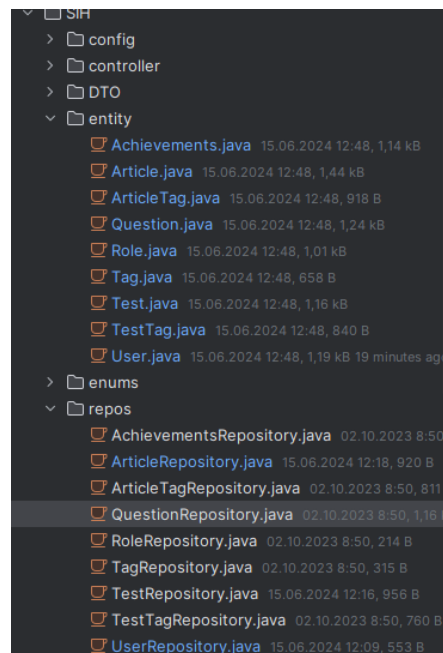 SIH
config
controller
DTO
entity
Achievements.java 15.06.2024 12:48, 1,14 kB
Article.java 15.06.2024 12:48, 1,44 kB
ArticleTag.java 15.06.2024 12:48, 918 B
Question.java 15.06.2024 12:48, 1,24 kB
Role.java 15.06.2024 12:48, 1,01 kB
Tag.java 15.06.2024 12:48, 658 B
Test.java 15.06.2024 12:48, 1,16 kB
TestTag.java 15.06.2024 12:48, 840 B
User.java 15.06.2024 12:48, 1,19 kB 19 minutes ago
enums
repos
AchievementsRepository.java 02.10.2023 8:50
ArticleRepository.java 15.06.2024 12:18, 920 B
ArticleTagRepository.java 02.10.2023 8:50, 811
QuestionRepository.java 02.10.2023 8:50, 1,16
RoleRepository.java 02.10.2023 8:50, 214 B
TagRepository.java 02.10.2023 8:50, 315 B
TestRepository.java 15.06.2024 12:16, 956 B
TestTagRepository.java 02.10.2023 8:50, 760 B
UserRepository.java 15.06.2024 12:09, 553 B